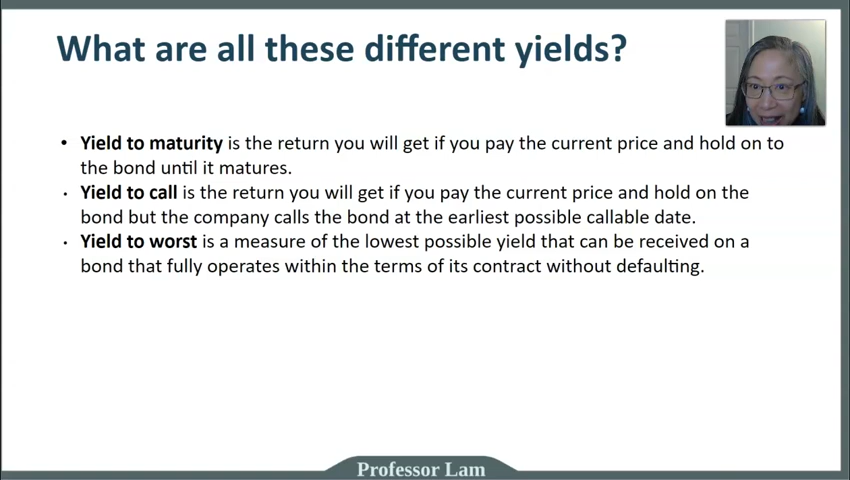 What are all these different yields?
• Yield to maturity is the return you will get if you pay the current price and hold on to
the bond until it matures.
• Yield to call is the return you will get if you pay the current price and hold on the
bond but the company calls the bond at the earliest possible callable date.
• Yield to worst is a measure of the lowest possible yield that can be received on a
bond that fully operates within the terms of its contract without defaulting.
Professor Lam